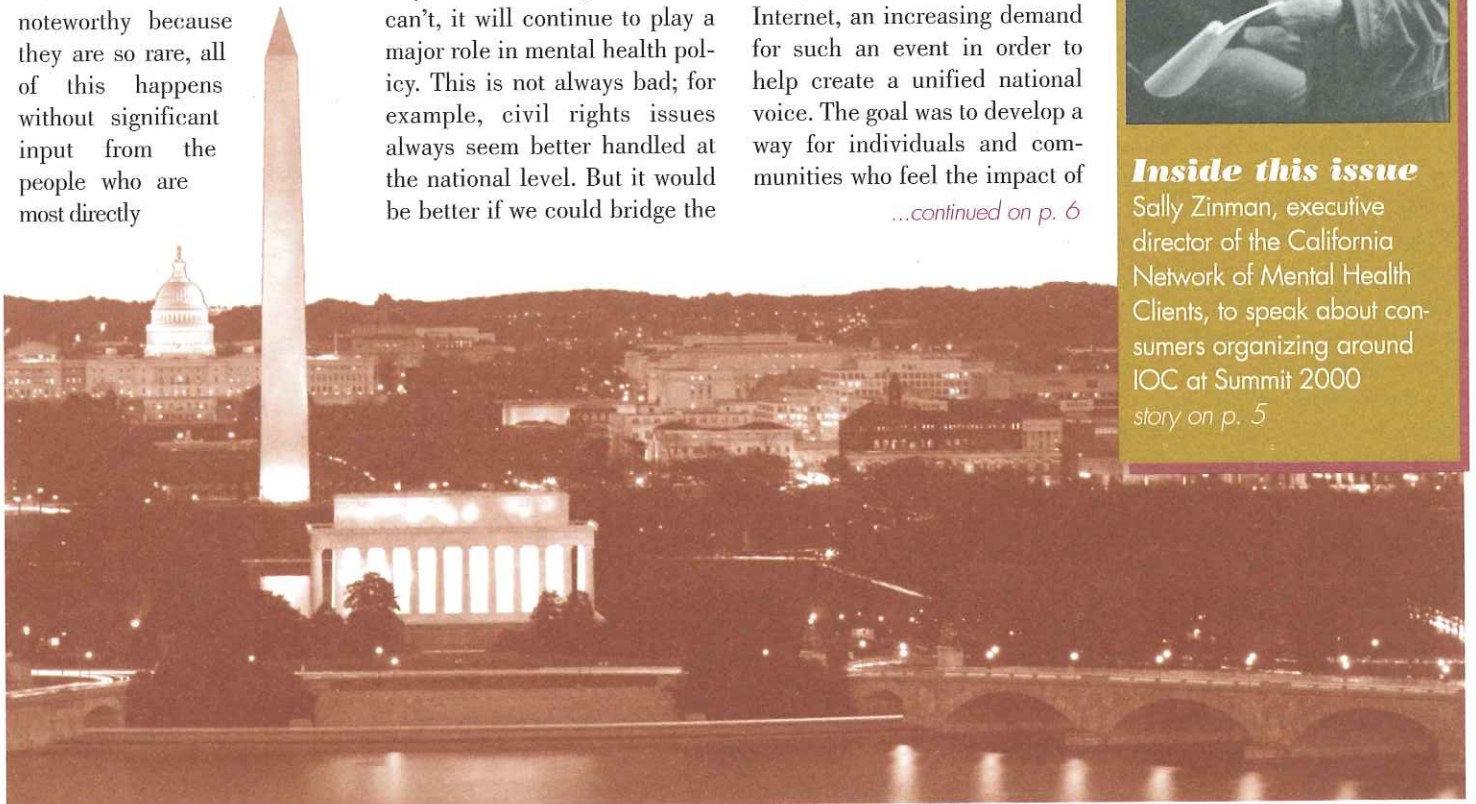 noteworthy because
they are so rare, all
of this happens
without significant
input from the
people who are
most directly
can't, it will continue to play a
major role in mental health pol-
icy. This is not always bad; for
example, civil rights issues
always seem better handled at
the national level. But it would
be better if we could bridge the
Internet, an increasing demand
for such an event in order to
help create a unified national
voice. The goal was to develop a
way for individuals and com-
munities who feel the impact of
...continued on p. 6
Inside this issue
Sally Zinman, executive
director of the California
Network of Mental Health
Clients, to speak about con-
sumers organizing around
IOC at Summit 2000
story on p. 5